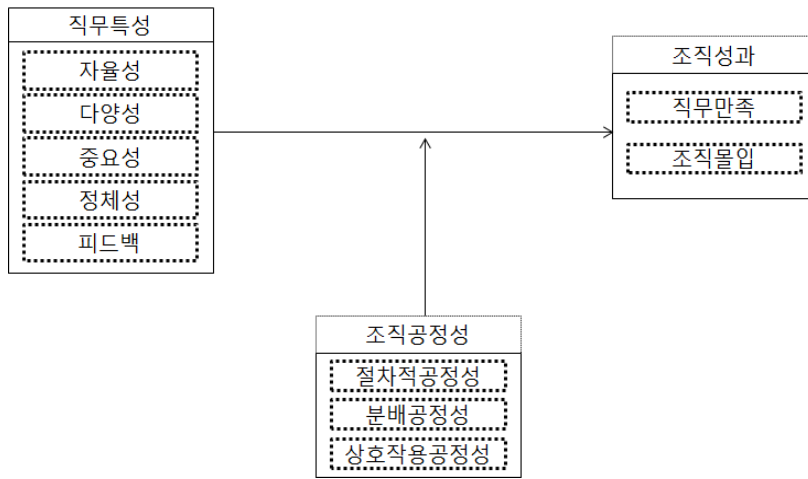 직무특성
자율성
다양성
중요성
정체성
피드백
조직성과
직무만족
조직몰입
조직공정성
절차적공정성
분배공정성
상호작용공정성